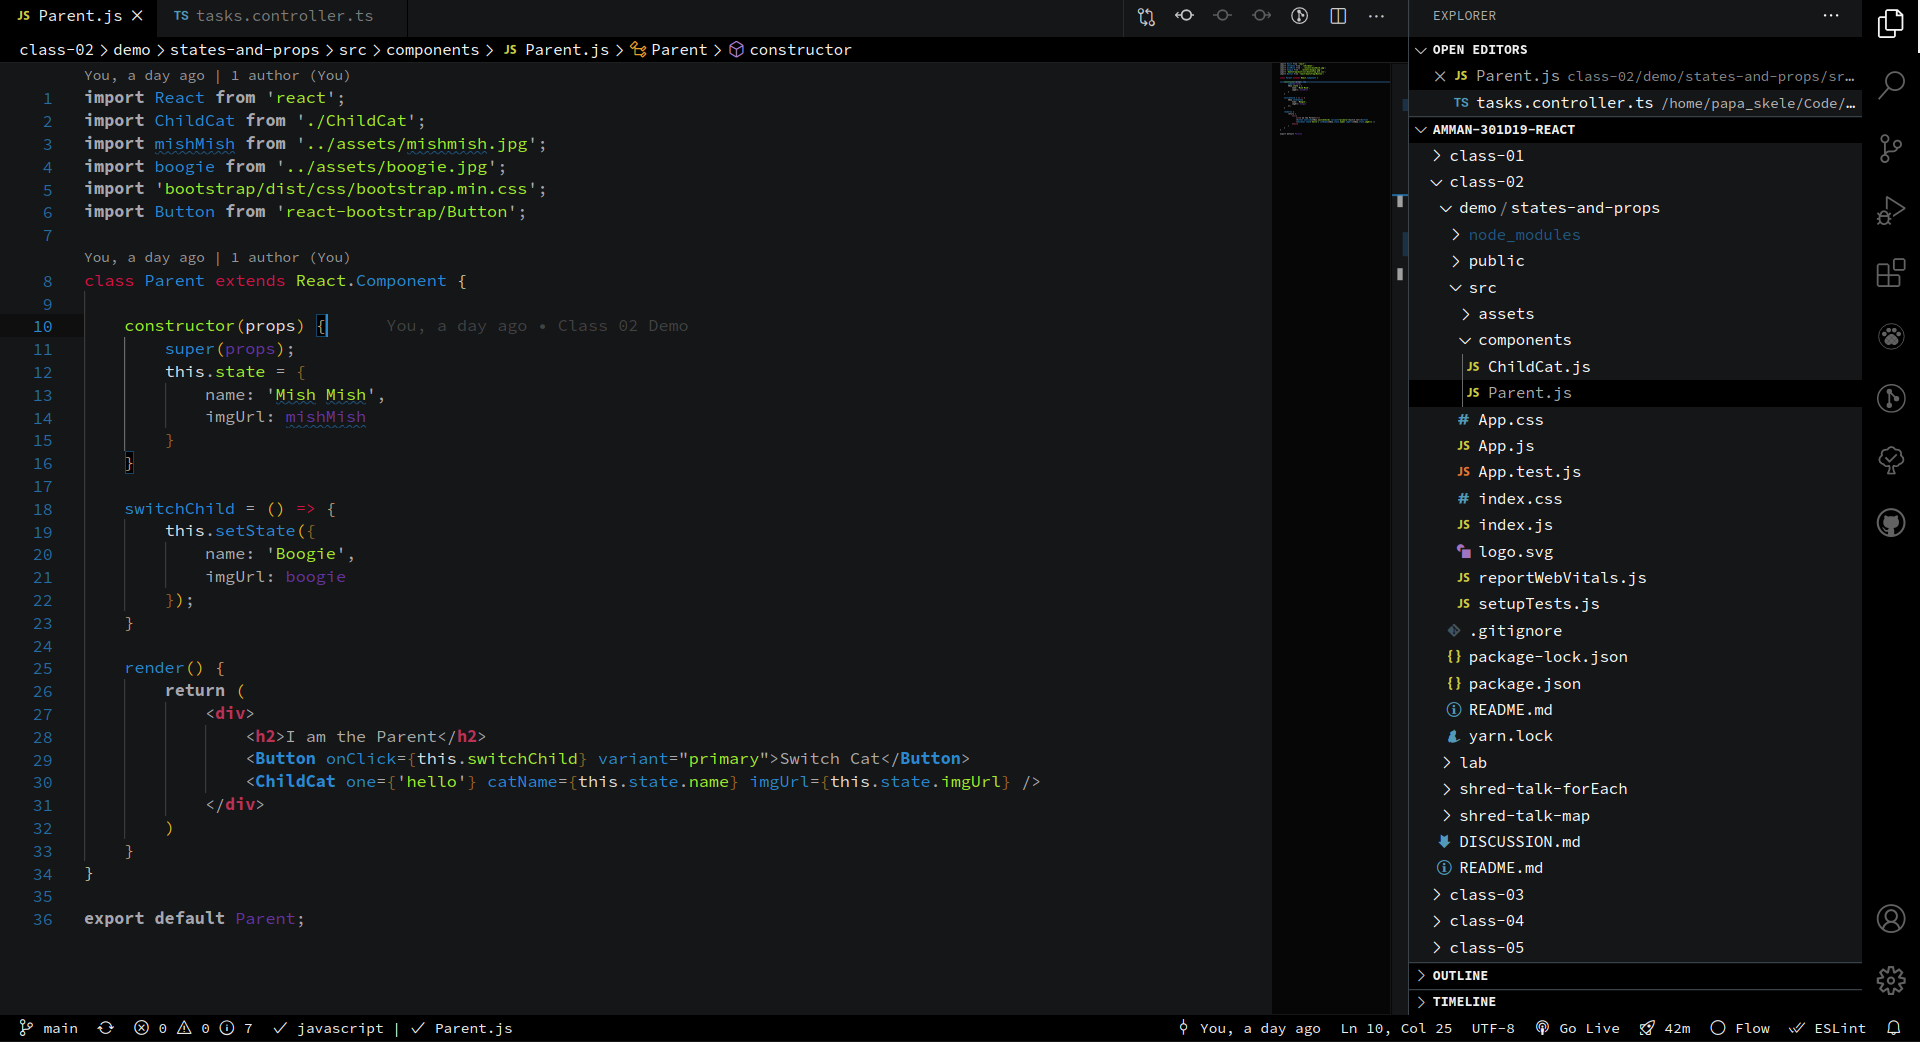 JS Parent.js
TS tasks.controller.ts
class-02 > demo > states-and-props > src > components > JS Parent.js > Parent > constructor
You, a day ago | 1 author (You)
1 import React from 'react';
2 import ChildCat from './ChildCat';
3 import mishMish from '../assets/mishmish.jpg';
4 import boogie from '../assets/boogie.jpg';
5 import 'bootstrap/dist/css/bootstrap.min.css';
6 import Button from 'react-bootstrap/Button';
7
You, a day ago | 1 author (You)
8 class Parent extends React.Component {
9
10 constructor(props) { You, a day ago • Class 02 Demo
11 super(props);
12 this.state = {
13 name: 'Mish Mish',
14 imgUrl: mishMish
15 }
16 }
17
18 switchChild = () => {
19 this.setState({
20 name: 'Boogie',
21 imgUrl: boogie
22 });
23 }
24
25 render() {
26 return (
27 <div>
28 <h2>I am the Parent</h2>
29 <Button onClick={this.switchChild} variant="primary">Switch Cat</Button>
30 <ChildCat one={'hello'} catName={this.state.name} imgUrl={this.state.imgUrl} />
31 </div>
32 )
33 }
34 }
35
36 export default Parent;
EXPLORER
OPEN EDITORS
JS Parent.js class-02/demo/states-and-props/sr...
TS tasks.controller.ts /home/papa_skele/Code/...
AMMAN-301D19-REACT
class-01
class-02
demo / states-and-props
node_modules
public
src
assets
components
JS ChildCat.js
JS Parent.js
# App.css
JS App.js
JS App.test.js
# index.css
JS index.js
logo.svg
JS reportWebVitals.js
JS setupTests.js
.gitignore
{} package-lock.json
{} package.json
README.md
yarn.lock
lab
shred-talk-forEach
shred-talk-map
DISCUSSION.md
README.md
class-03
class-04
class-05
OUTLINE
TIMELINE
main 0 0 7 javascript | Parent.js You, a day ago Ln 10, Col 25 UTF-8 Go Live 42m Flow ESLint